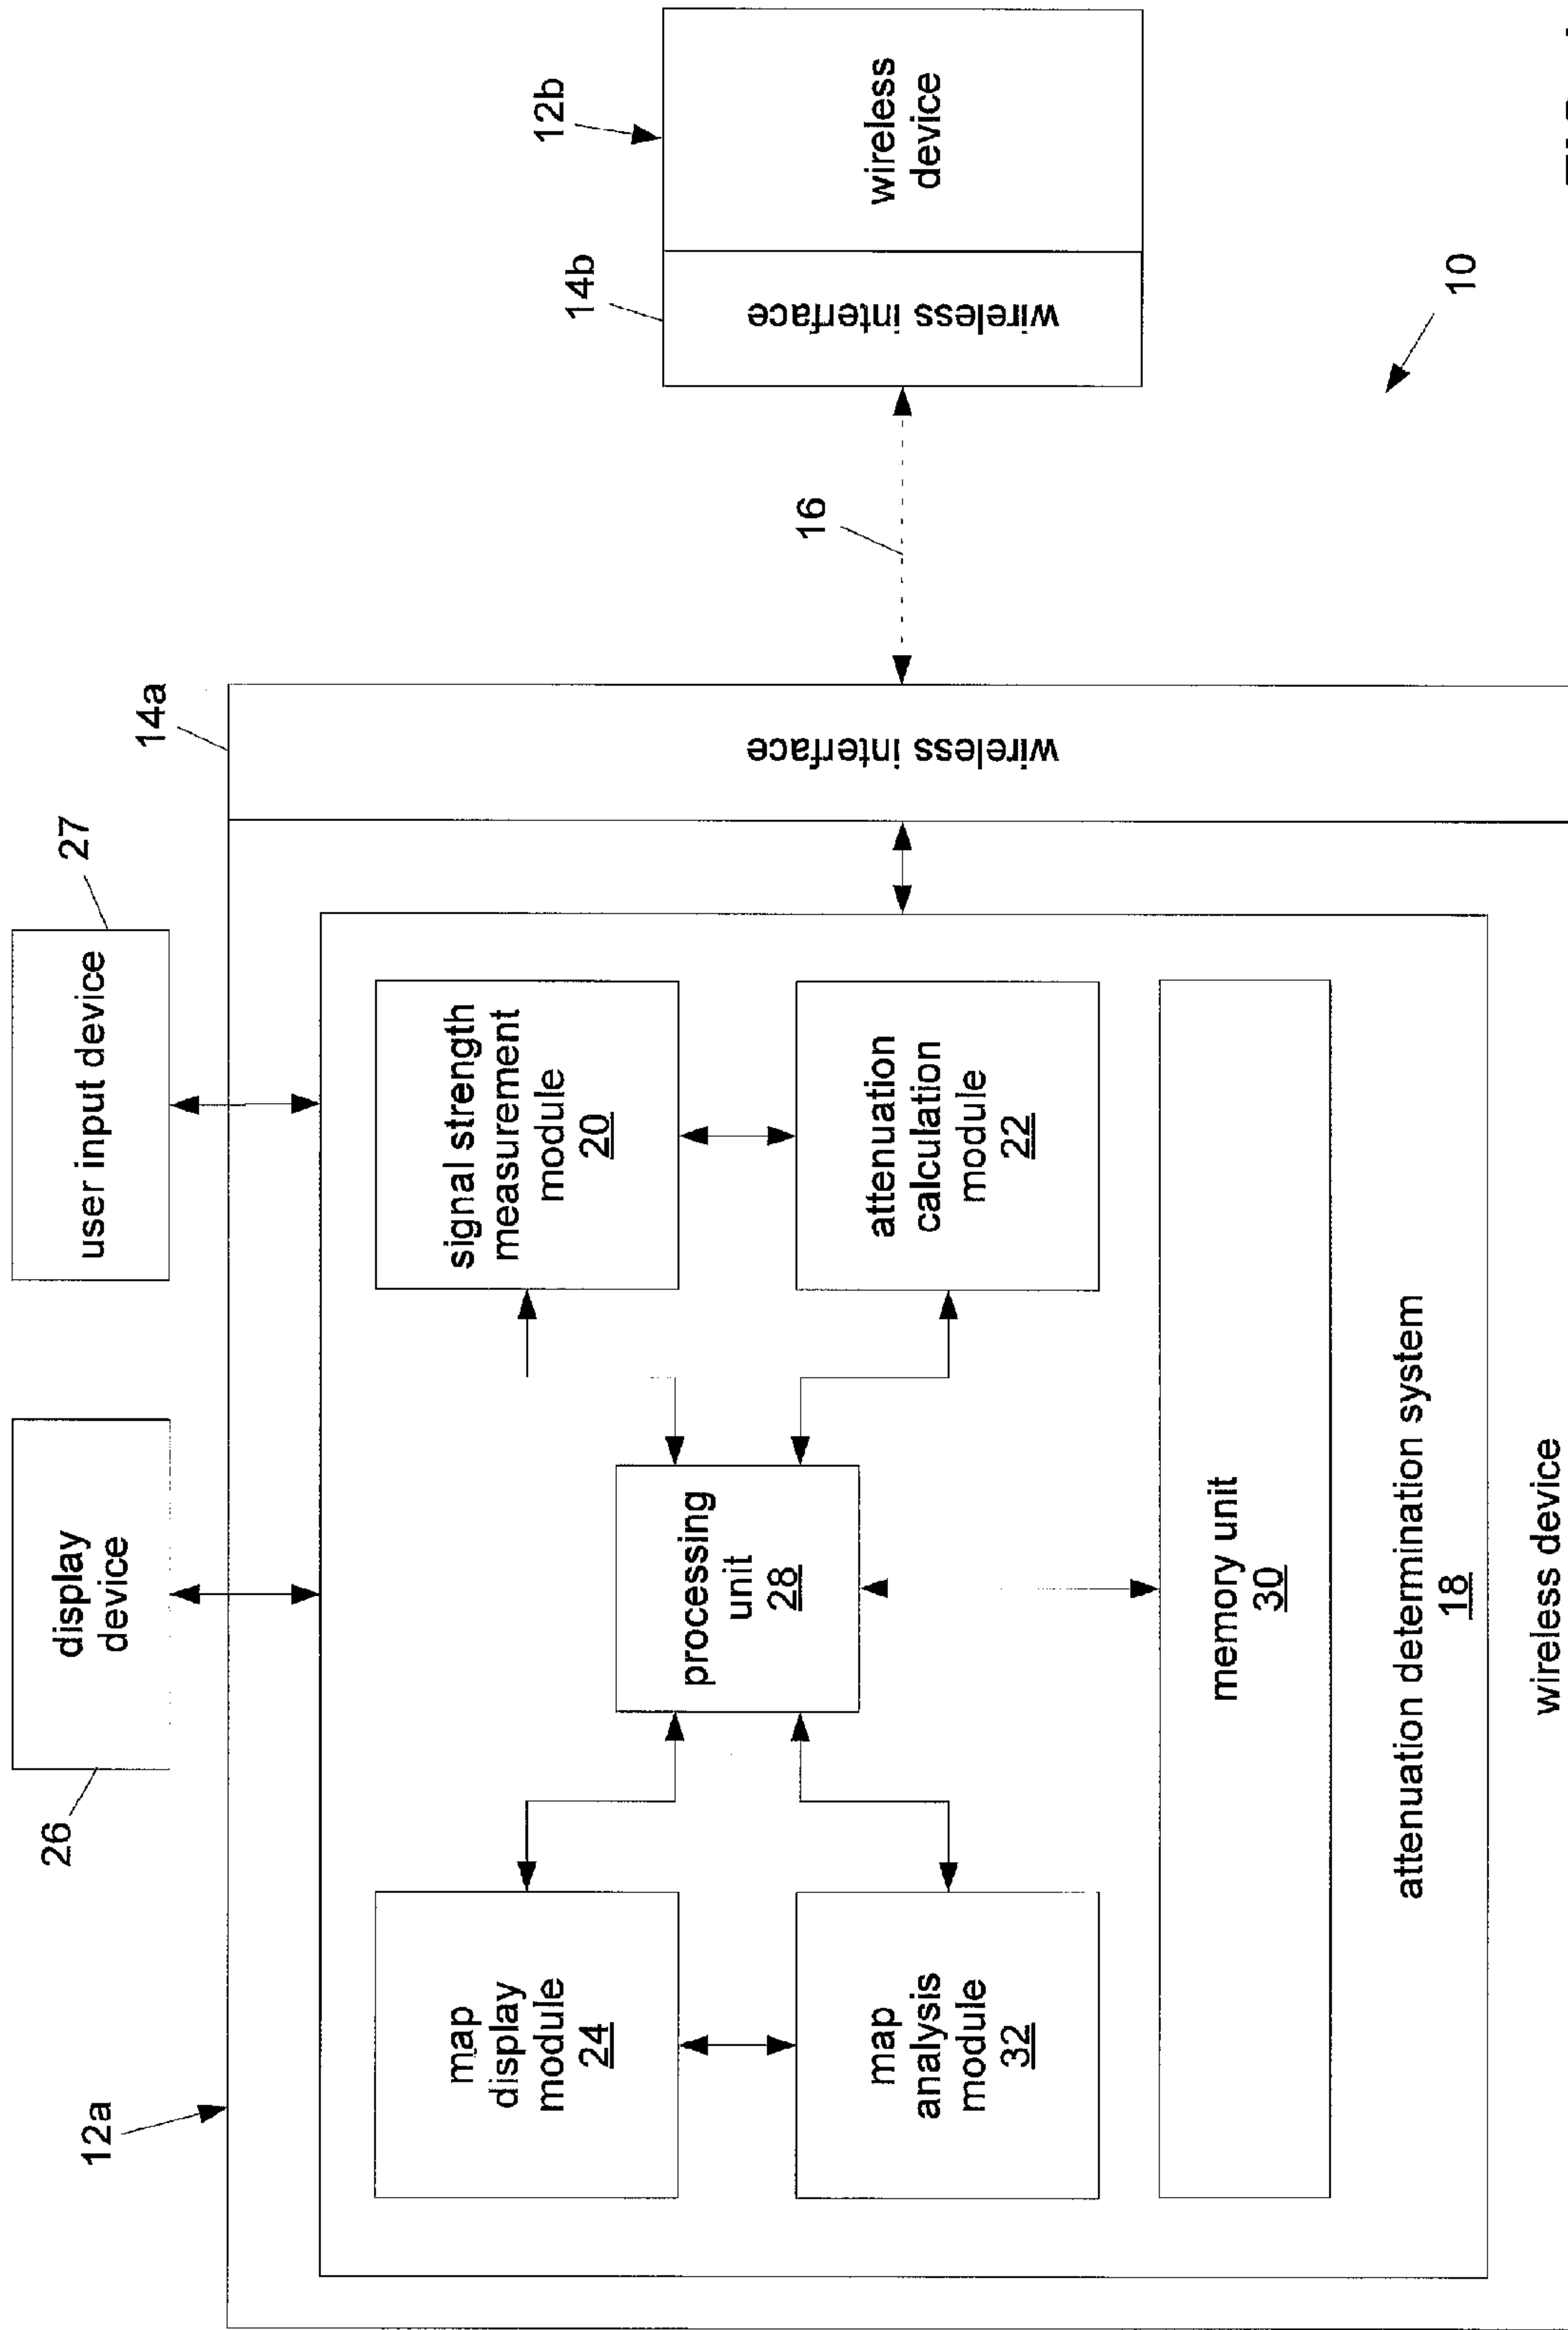 26
display
device
user input device
27
12a
14a
map
display
module
24
signal strength
measurement
module
20
processing
unit
28
map
analysis
module
32
attenuation
calculation
module
22
memory unit
30
attenuation determination system
18
wireless device
wireless interface
16
14b
12b
wireless interface
wireless
device
10